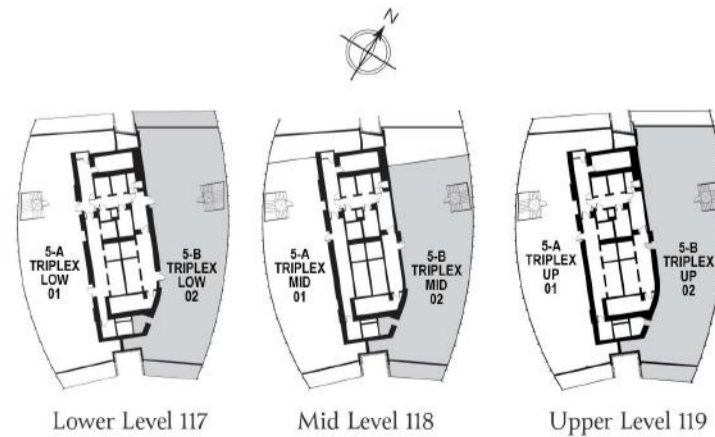 N
5-A
TRIPLEX
LOW
01
5-B
TRIPLEX
LOW
02
5-A
TRIPLEX
MID
01
5-B
TRIPLEX
MID
02
5-A
TRIPLEX
UP
01
5-B
TRIPLEX
UP
02
Lower Level 117
Mid Level 118
Upper Level 119